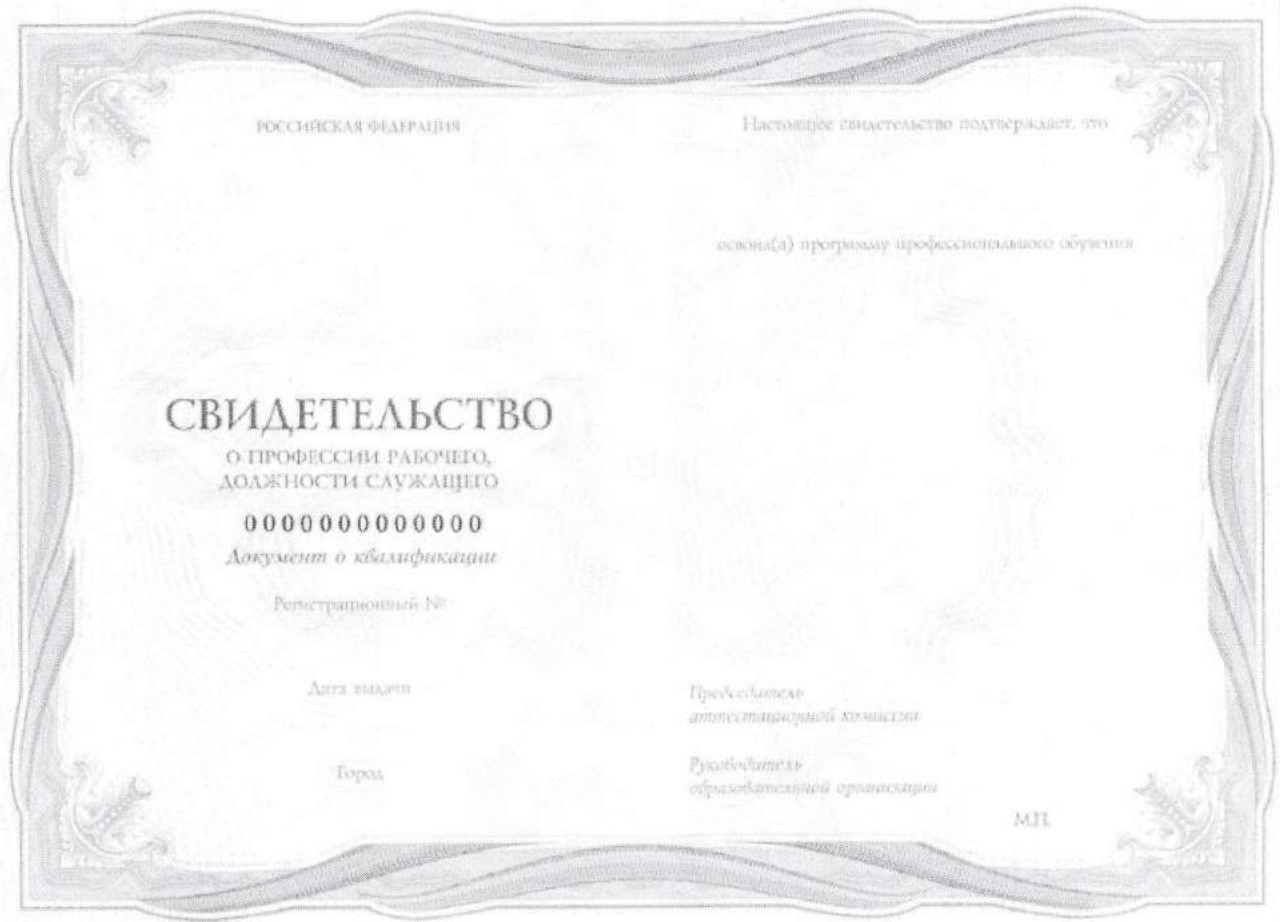 РОССИЙСКАЯ ФЕДЕРАЦИЯ
СВИДЕТЕЛЬСТВО
О ПРОФЕССИИ РАБОЧЕГО,
ДОЛЖНОСТИ СЛУЖАЩЕГО
0000000000000
Документ о квалификации
Регистрационный №
Дата выдачи
Город
Настоящее свидетельство подтверждает, что
освоил(а) программу профессионального обучения
Председатель
аттестационной комиссии
Руководитель
образовательной организации
М.П.